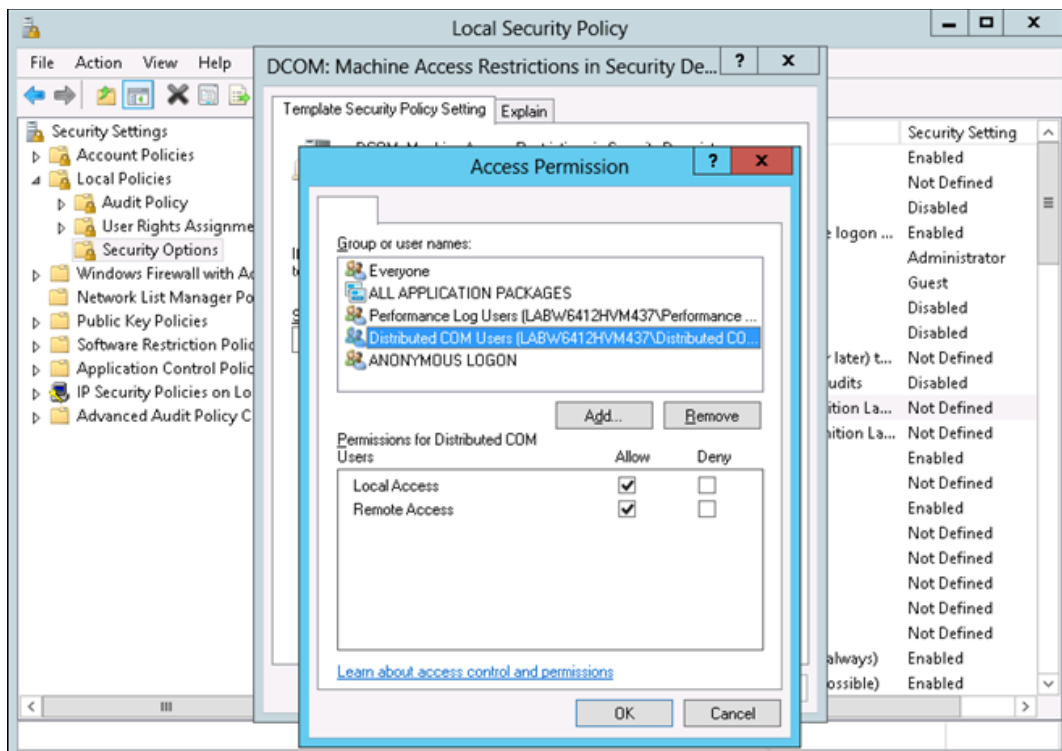 Local Security Policy
File Action View Help
Security Settings
Account Policies
Local Policies
Audit Policy
User Rights Assignme
Security Options
Windows Firewall with Ad
Network List Manager Po
Public Key Policies
Software Restriction Polic
Application Control Polic
IP Security Policies on Lo
Advanced Audit Policy C
DCOM: Machine Access Restrictions in Security De... ? x
Template Security Policy Setting Explain
Access Permission ? x
Group or user names:
Everyone
ALL APPLICATION PACKAGES
Performance Log Users (LABW6412HVM437\Performance ...
Distributed COM Users (LABW6412HVM437\Distributed CO...
ANONYMOUS LOGON
Add... Remove
Permissions for Distributed COM
Users Allow Deny
Local Access
Remote Access
Learn about access control and permissions
OK Cancel
Security Setting
Enabled
Not Defined
Disabled
e logon ... Enabled
Administrator
Guest
Disabled
Disabled
r later) t... Not Defined
udits Disabled
ition La... Not Defined
nition La... Not Defined
Enabled
Not Defined
Enabled
Not Defined
Not Defined
Not Defined
Not Defined
Not Defined
always) Enabled
ossible) Enabled